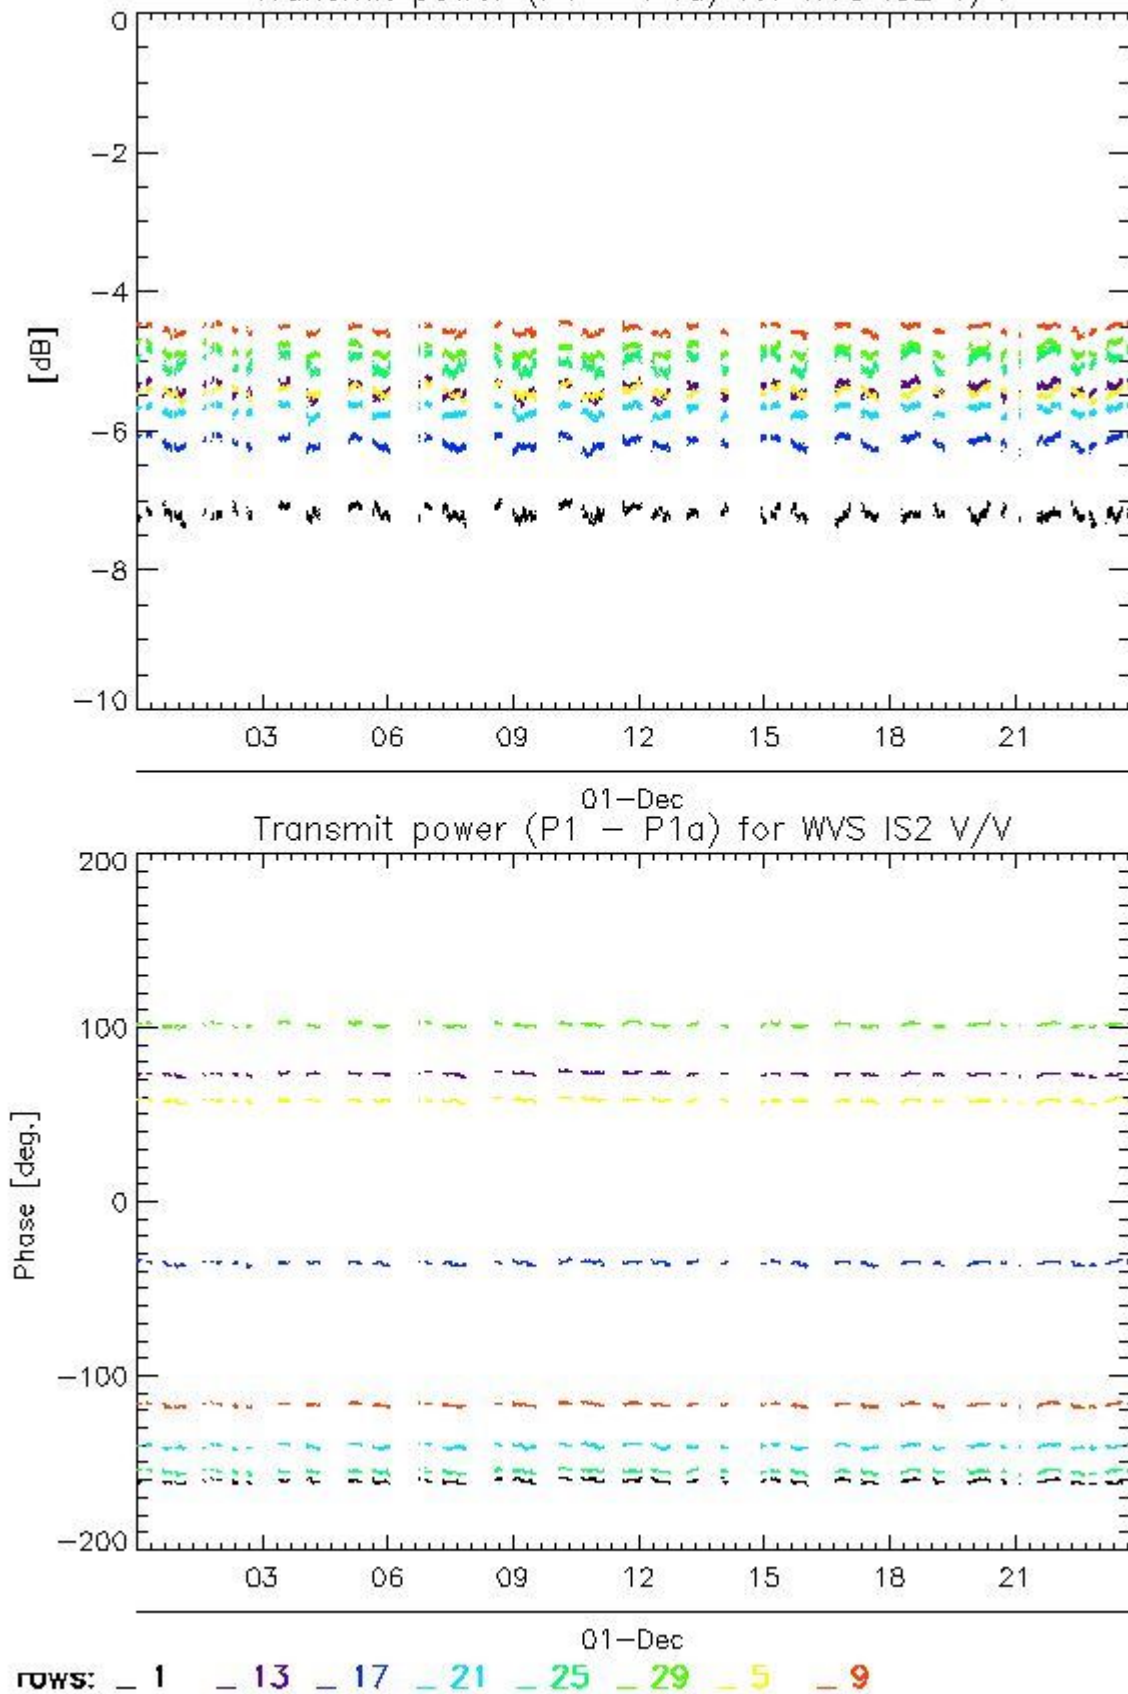 0
−2
−4
[dB]
−6
−8
−10
03 06 09 12 15 18 21
01−Dec
Transmit power (P1 − P1a) for WVS IS2 V/V
200
100
0
Phase [deg.]
−100
−200
03 06 09 12 15 18 21
01−Dec
rows: _ 1 _ 13 _ 17 _ 21 _ 25 _ 29 _ 5 _ 9